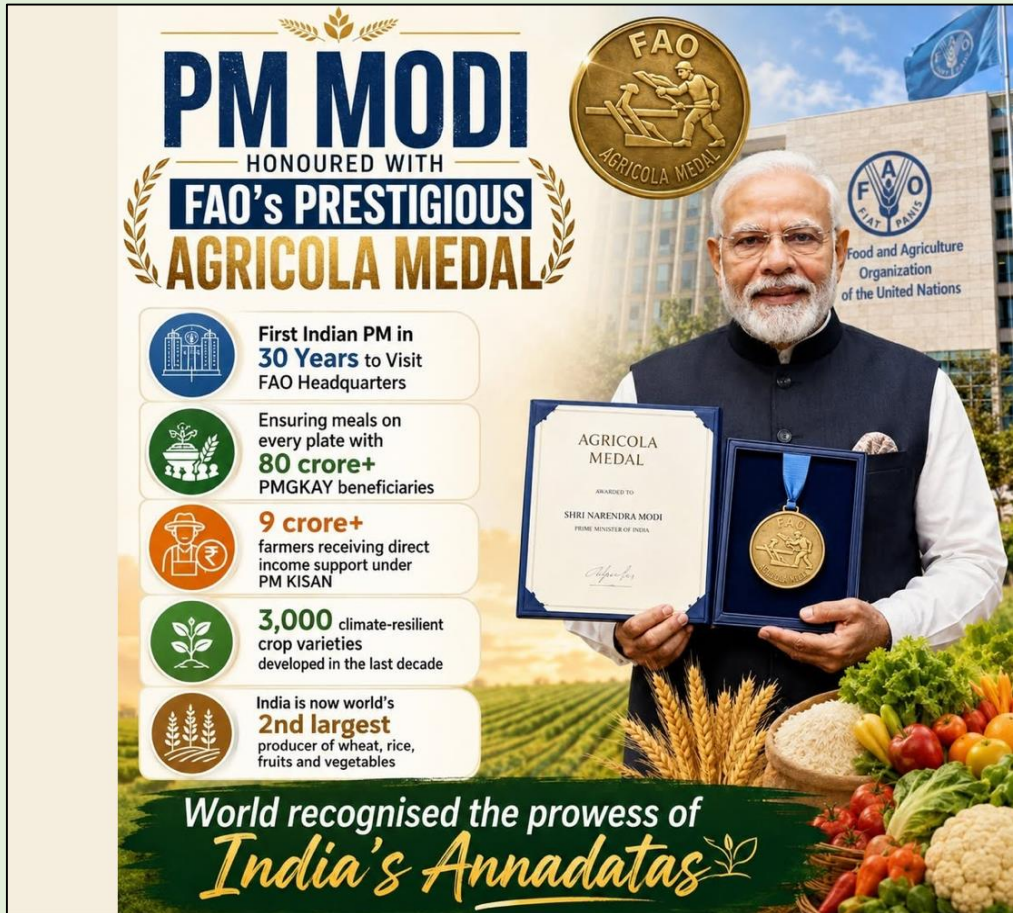 PM MODI
HONOURED WITH
FAO's PRESTIGIOUS
AGRICOLA MEDAL
FAO
AGRICOLA MEDAL
FAO
FIAT PANIS
Food and Agriculture
Organization
of the United Nations
First Indian PM in
30 Years to Visit
FAO Headquarters
Ensuring meals on
every plate with
80 crore+
PMGKAY beneficiaries
9 crore+
farmers receiving direct
income support under
PM KISAN
3,000 climate-resilient
crop varieties
developed in the last decade
India is now world's
2nd largest
producer of wheat, rice,
fruits and vegetables
AGRICOLA
MEDAL
AWARDED TO
SHRI NARENDRA MODI
PRIME MINISTER OF INDIA
FAO
AGRICOLA MEDAL
World recognised the prowess of
India's Annadatas